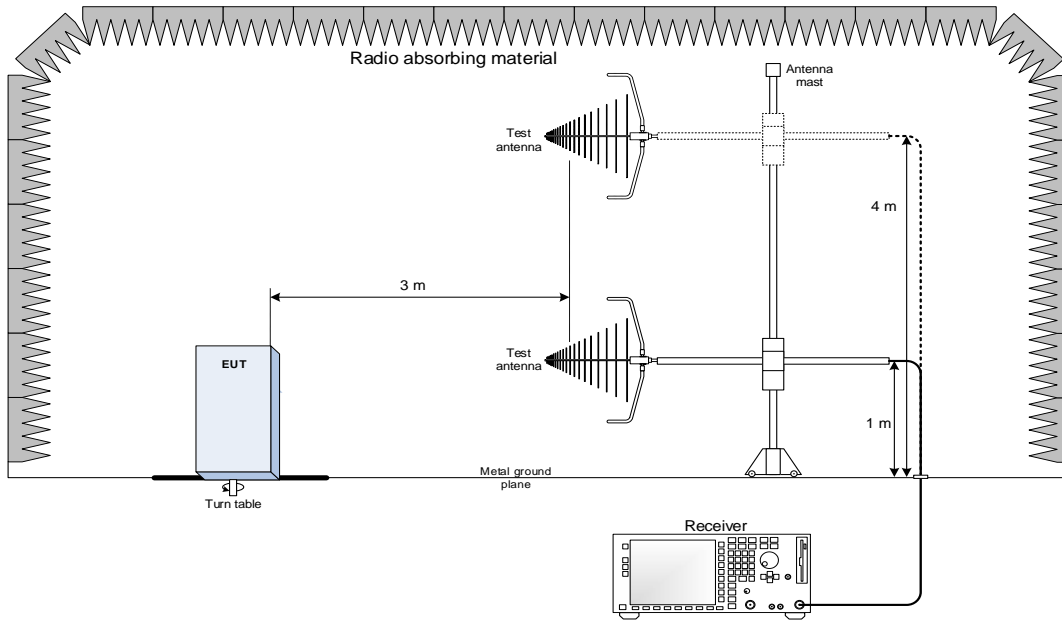 Radio absorbing material
Antenna
mast
Test
antenna
4 m
3 m
EUT
Test
antenna
1 m
Metal ground
plane
Turn table
Receiver